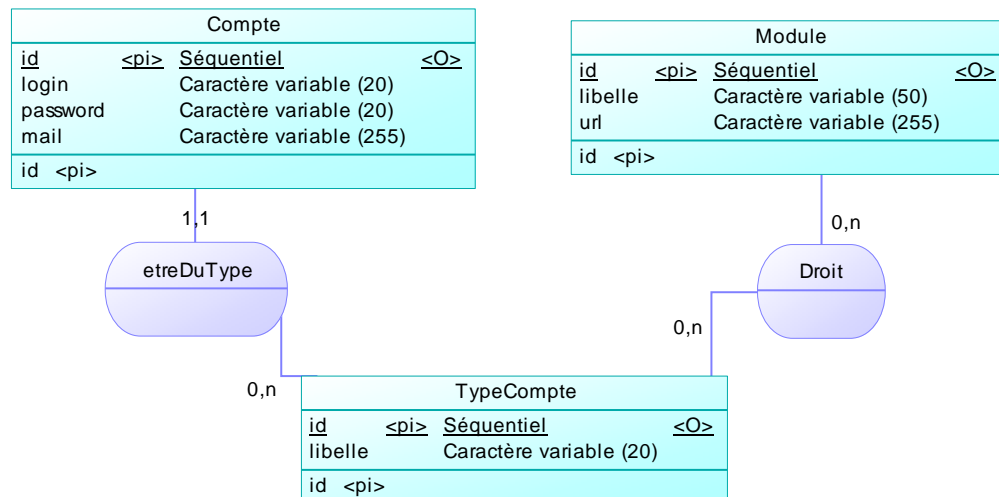 Compte
id <pi> Séquentiel <O>
login Caractère variable (20)
password Caractère variable (20)
mail Caractère variable (255)
id <pi>
Module
id <pi> Séquentiel <O>
libelle Caractère variable (50)
url Caractère variable (255)
id <pi>
1,1
0,n
etreDuType
Droit
0,n
0,n
TypeCompte
id <pi> Séquentiel <O>
libelle Caractère variable (20)
id <pi>